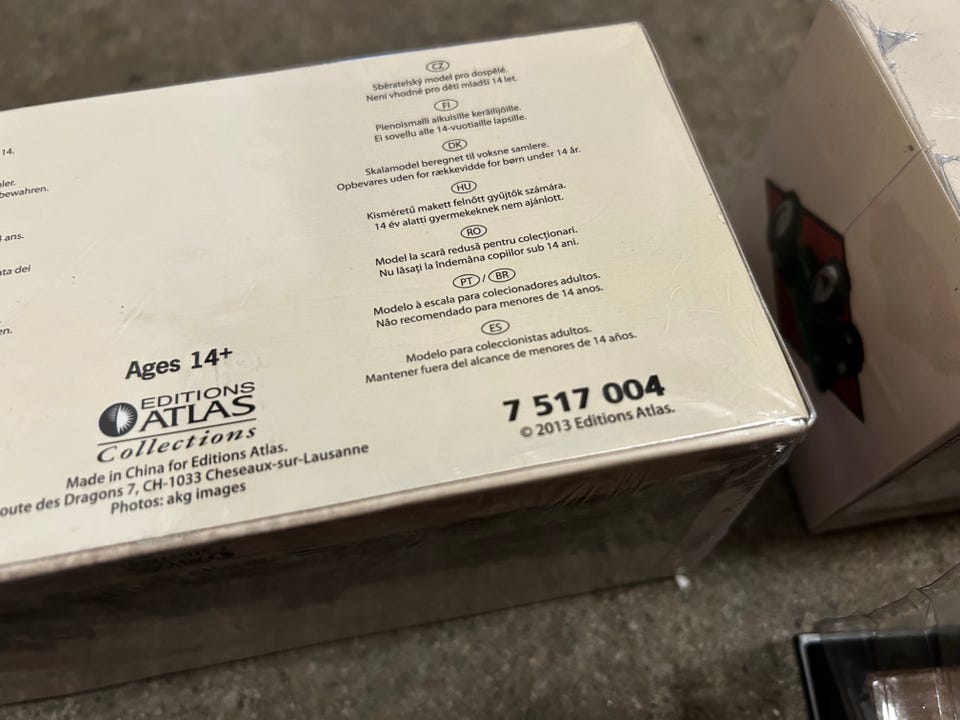 14.
ler.
bewahren.
ans.
ta dei
en.
CZ
Sběratelský model pro dospělé.
Není vhodné pro děti mladší 14 let.
FI
Pienoismalli aikuisille keräilijöille.
Ei sovellu alle 14-vuotiaille lapsille.
DK
Skalamodel beregnet til voksne samlere.
Opbevares uden for rækkevidde for børn under 14 år.
HU
Kisméretű makett felnőtt gyűjtők számára.
14 év alatti gyermekeknek nem ajánlott.
RO
Model la scară redusă pentru colecționari.
Nu lăsați la îndemâna copiilor sub 14 ani.
PT / BR
Modelo à escala para colecionadores adultos.
Não recomendado para menores de 14 anos.
ES
Modelo para coleccionistas adultos.
Mantener fuera del alcance de menores de 14 años.
Ages 14+
EDITIONS
ATLAS
Collections
Made in China for Editions Atlas.
oute des Dragons 7, CH-1033 Cheseaux-sur-Lausanne
Photos: akg images
7 517 004
© 2013 Editions Atlas.